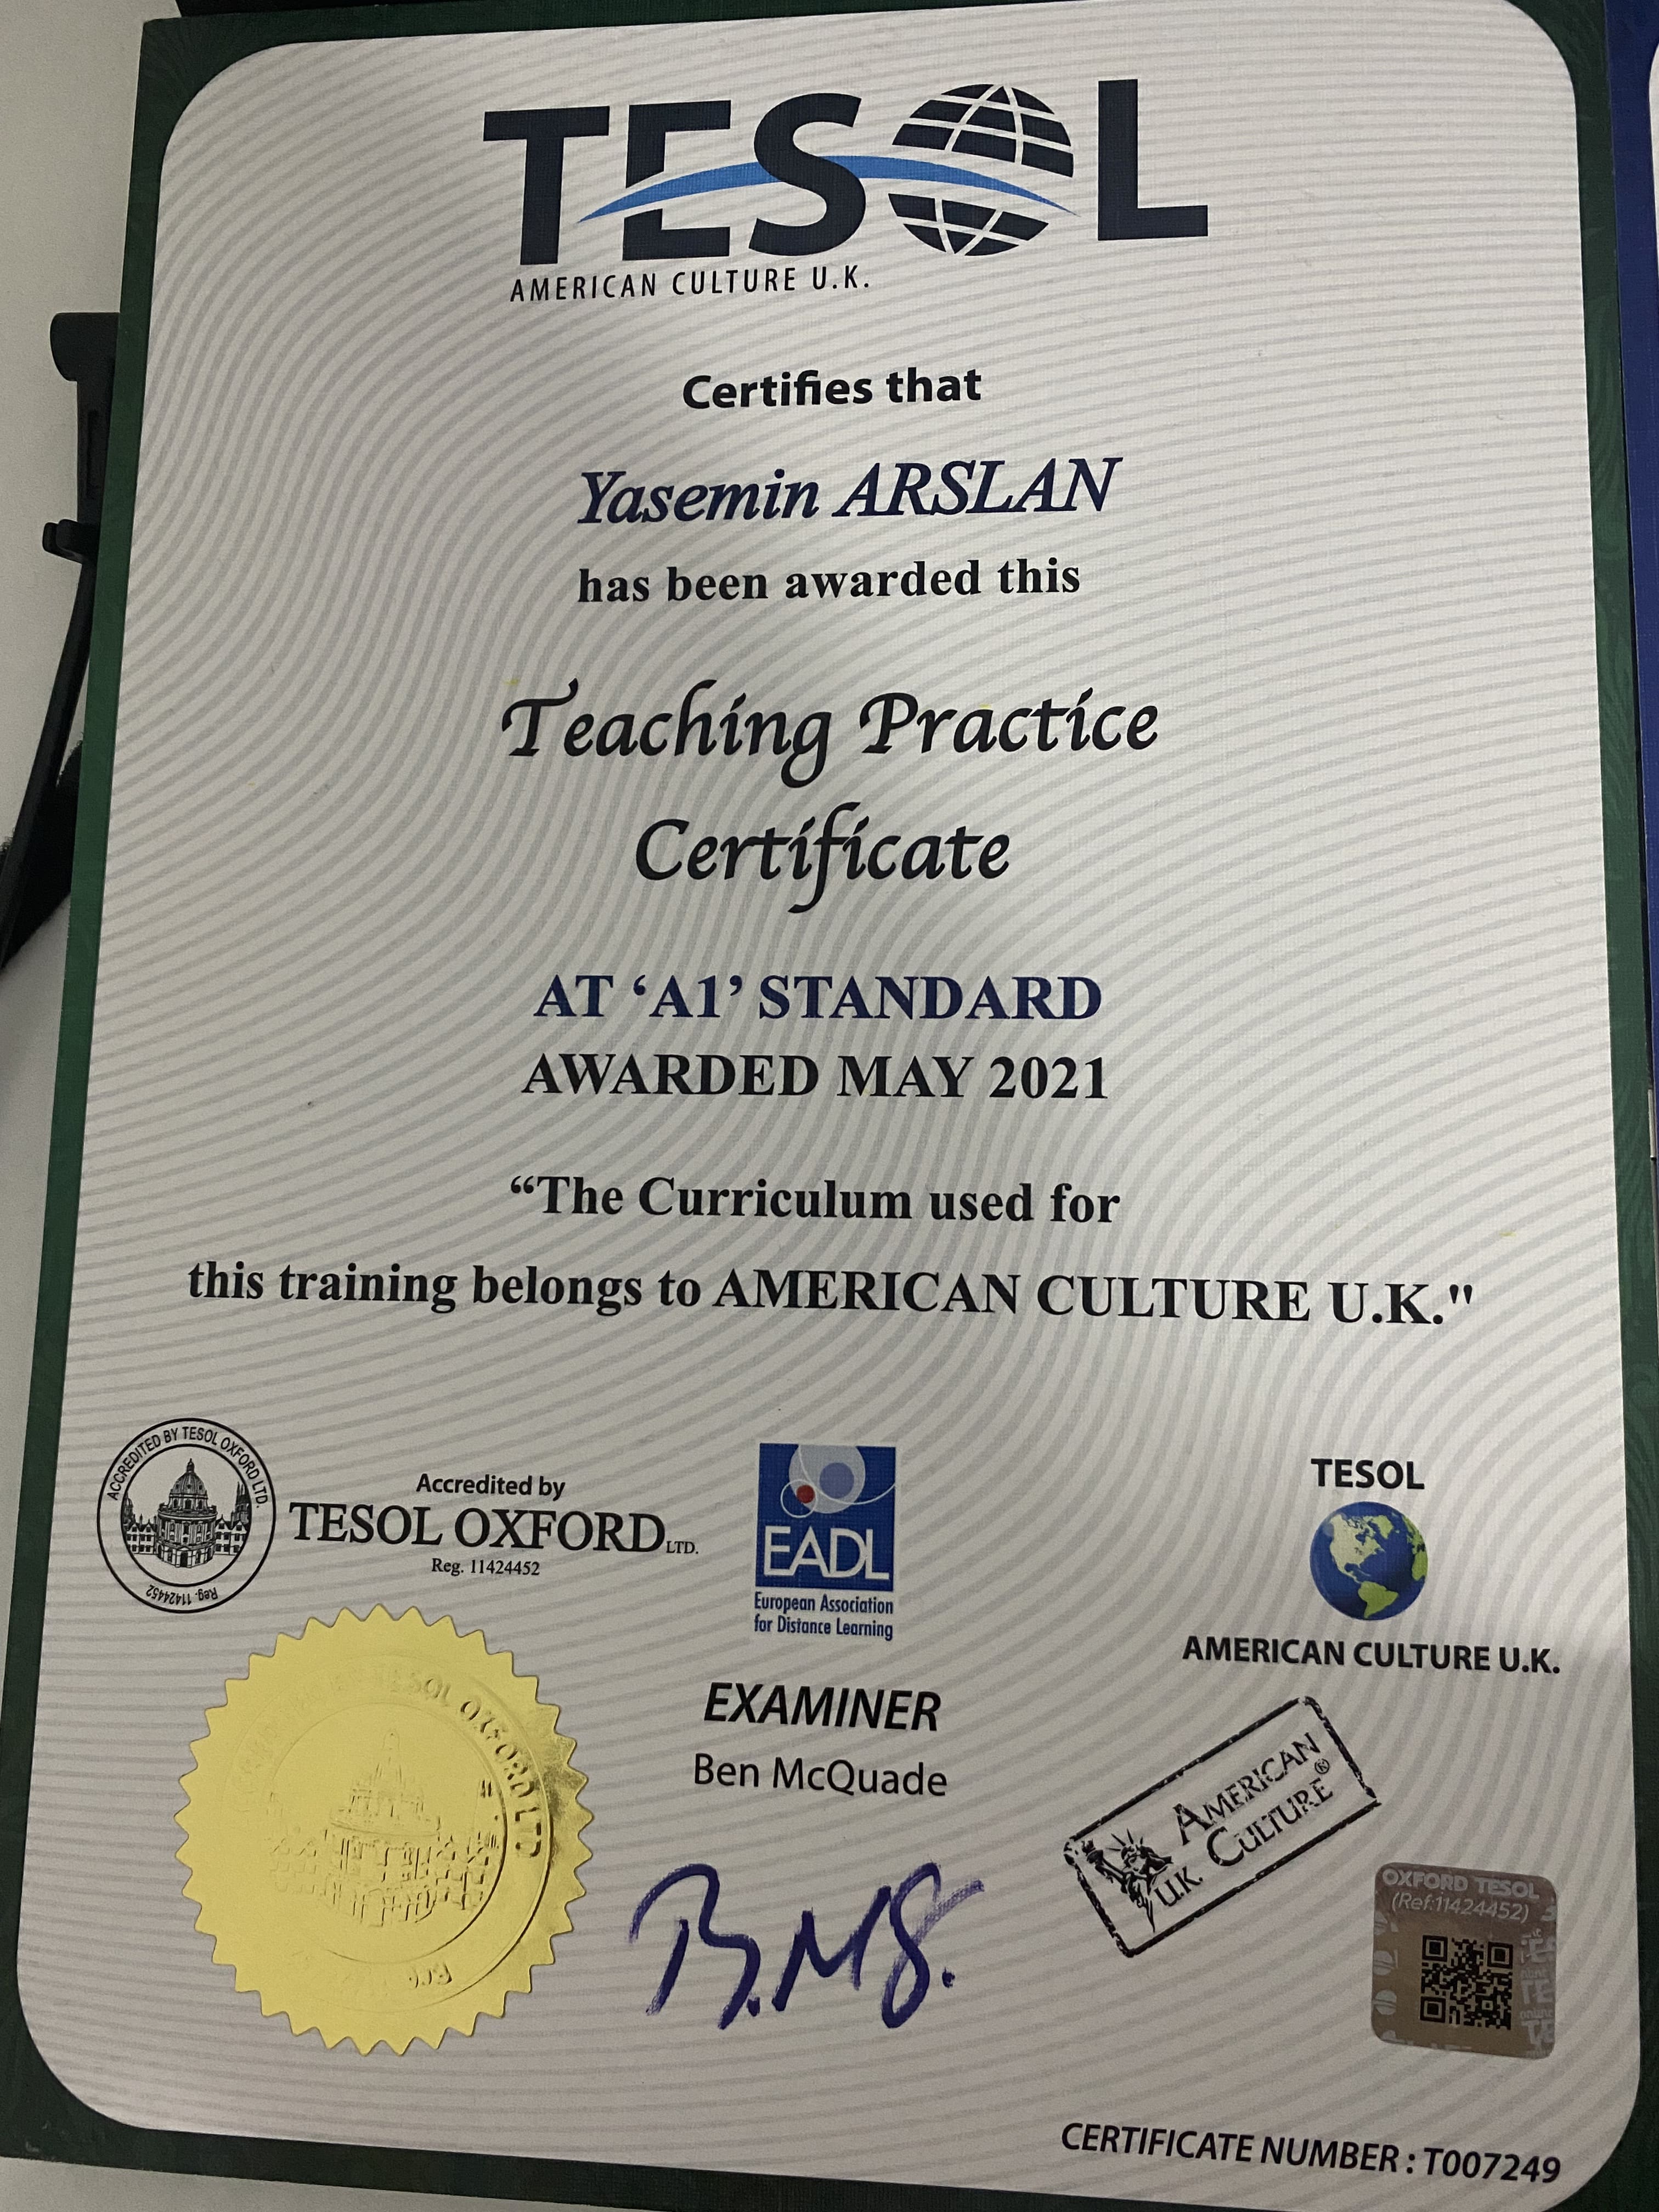 TESOL
AMERICAN CULTURE U.K.
Certifies that
Yasemin ARSLAN
has been awarded this
Teaching Practice
Certificate
AT ‘A1’ STANDARD
AWARDED MAY 2021
“The Curriculum used for
this training belongs to AMERICAN CULTURE U.K."
ACCREDITED BY TESOL OXFORD LTD.
Reg. 11424452
Accredited by
TESOL OXFORD LTD.
Reg. 11424452
EADL
European Association
for Distance Learning
TESOL
AMERICAN CULTURE U.K.
TESOL OXFORD LTD
EXAMINER
Ben McQuade
AMERICAN
CULTURE®
U.K.
OXFORD TESOL
(Ref:11424452)
CERTIFICATE NUMBER : T007249